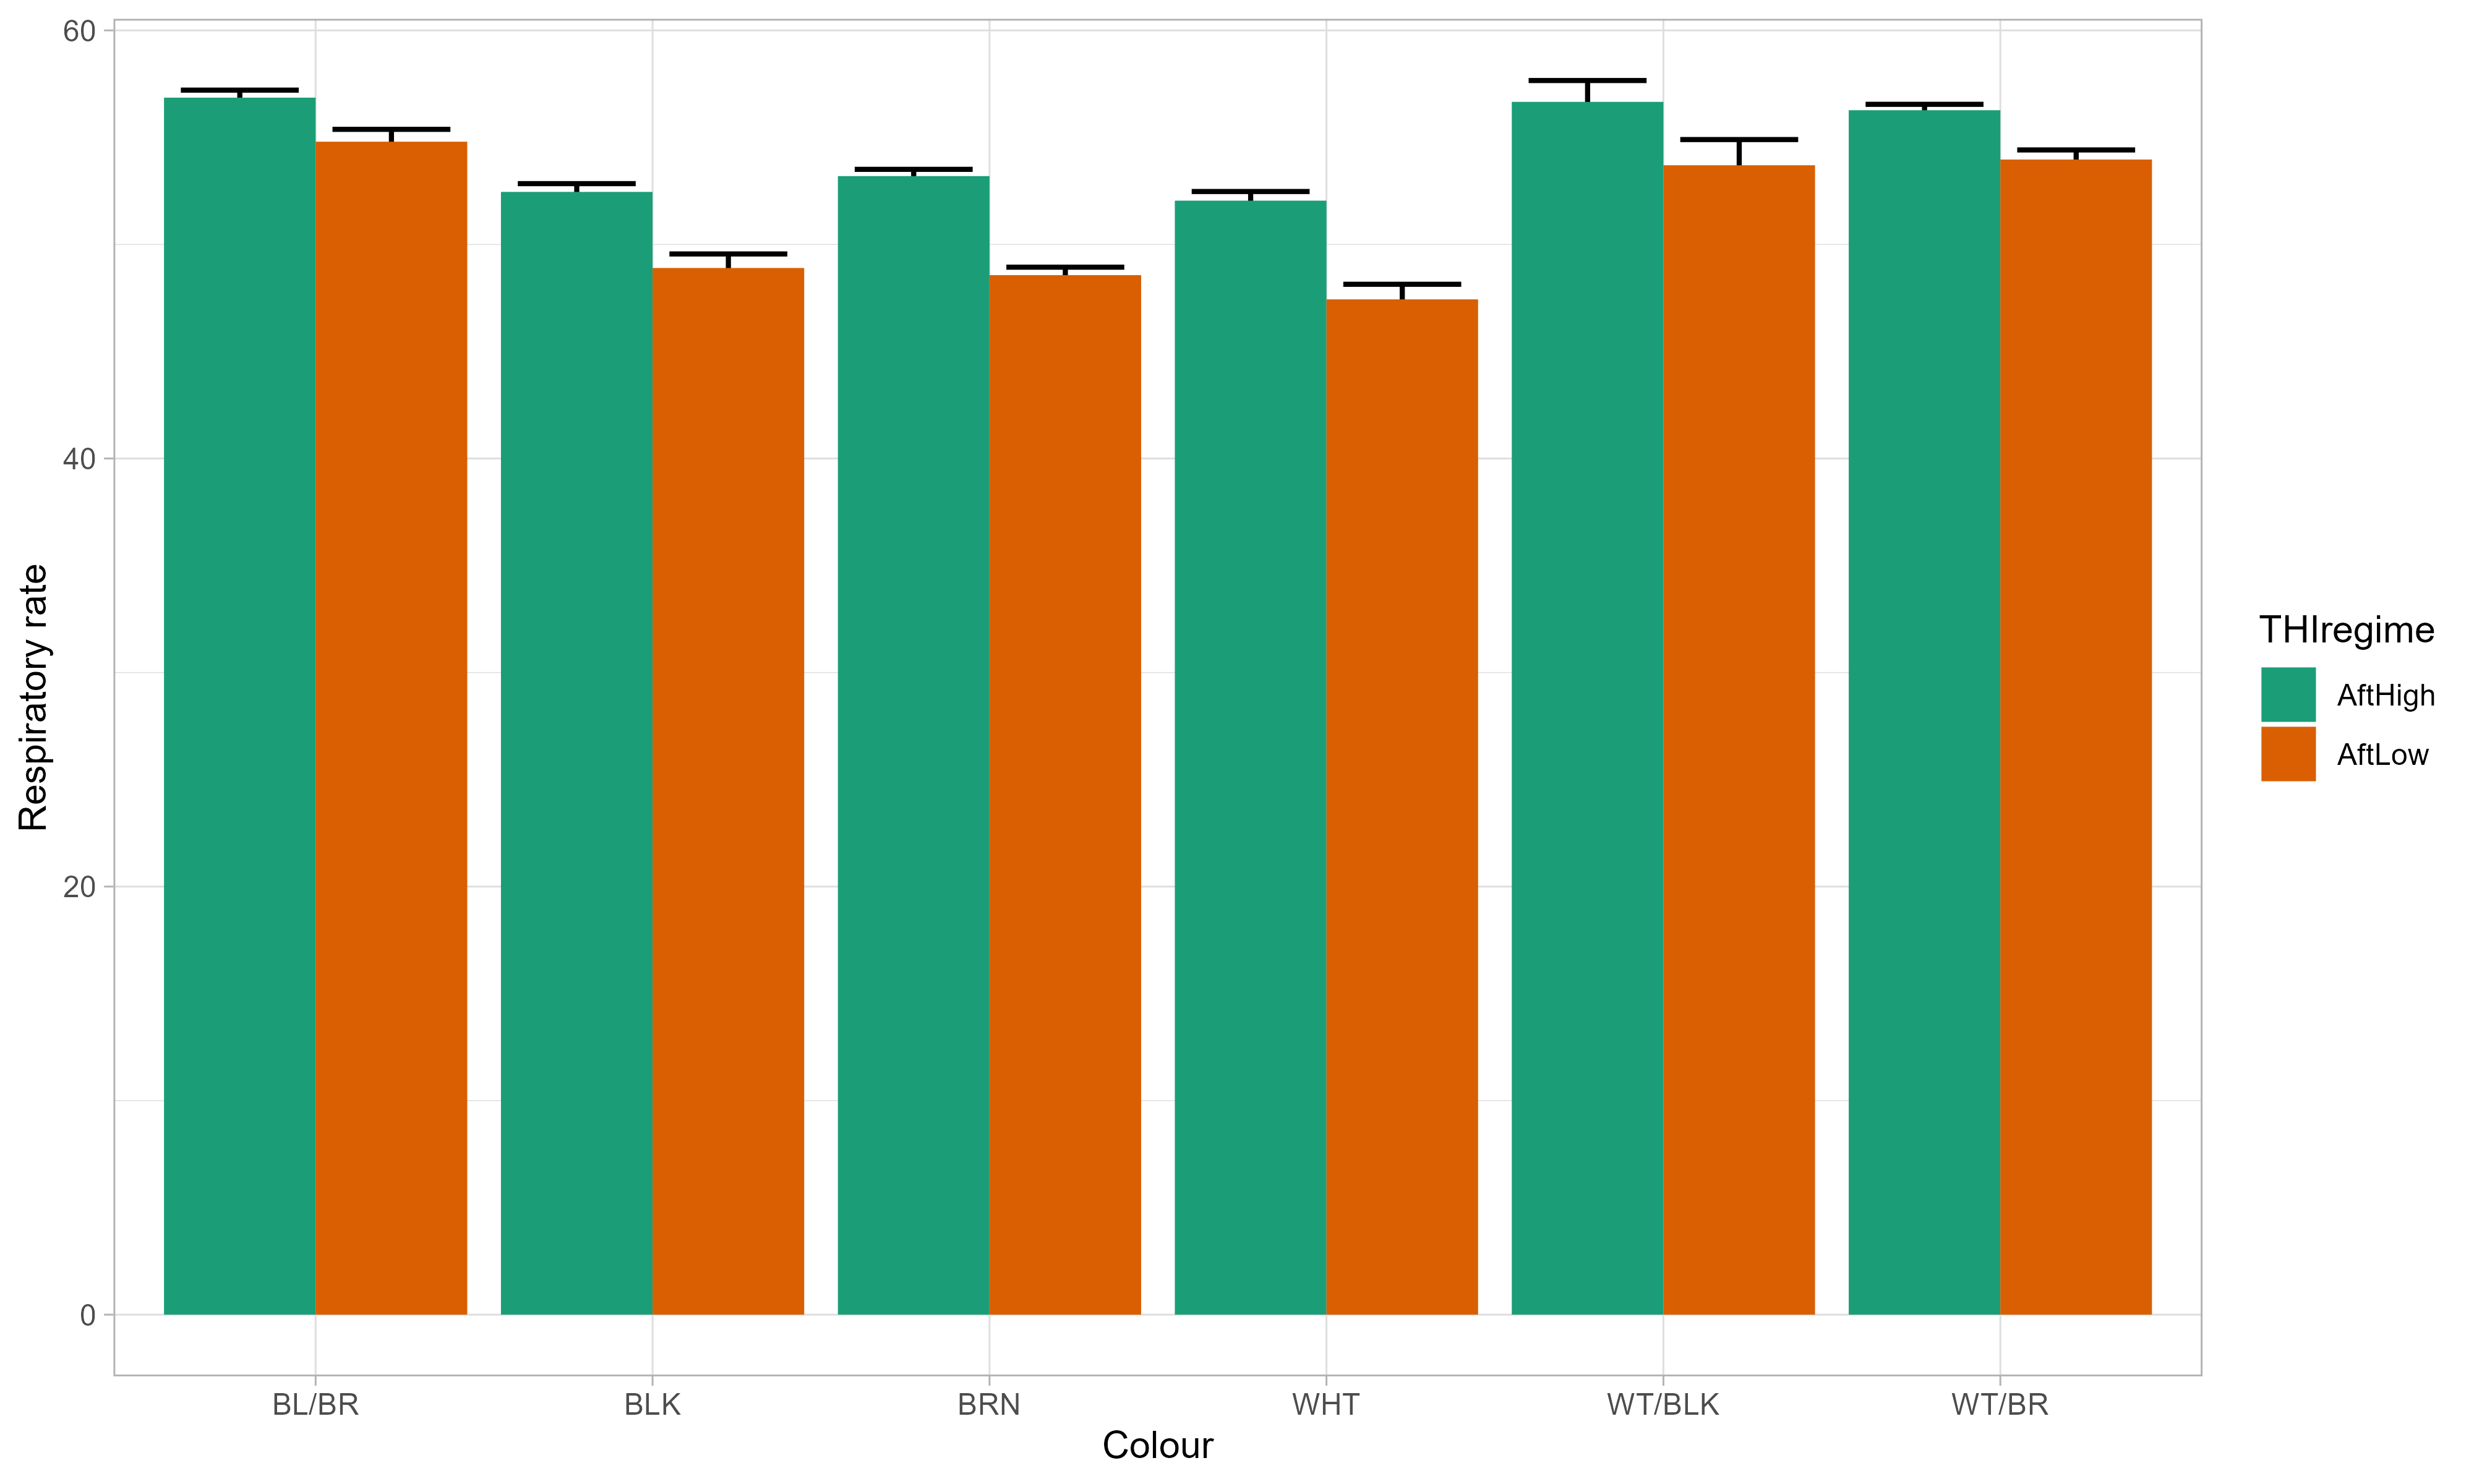 60
40
20
0
Respiratory rate
BL/BR
BLK
BRN
WHT
WT/BLK
WT/BR
Colour
THIregime
AftHigh
AftLow